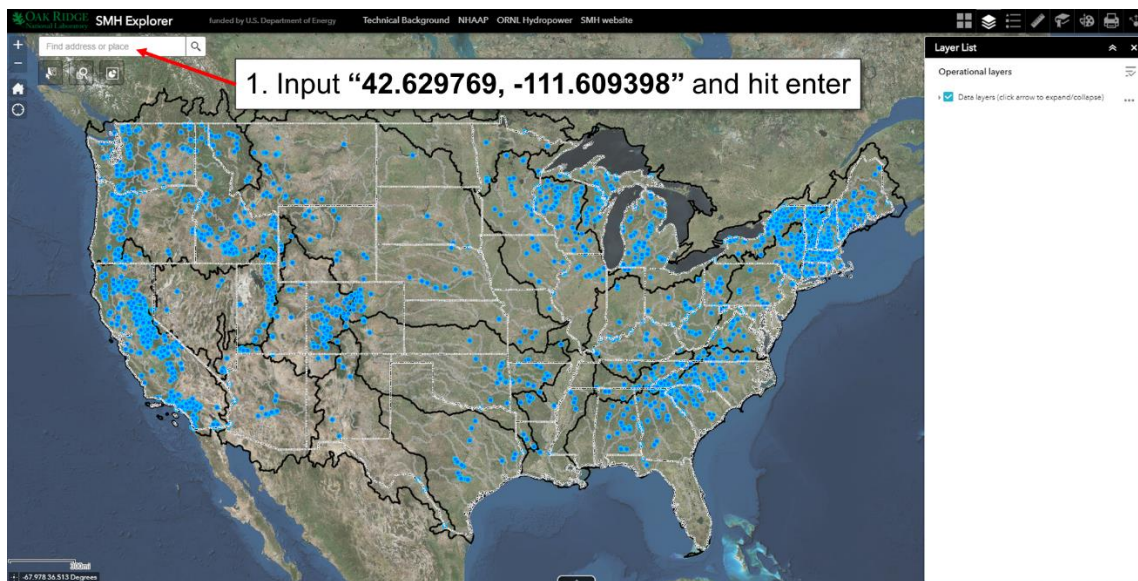 OAK RIDGE
National Laboratory
SMH Explorer
funded by U.S. Department of Energy
Technical Background NHAAP ORNL Hydropower SMH website
Find address or place
1. Input “42.629769, -111.609398” and hit enter
Layer List
Operational layers
Data layers (click arrow to expand/collapse)
300mi
-67.978 36.513 Degrees